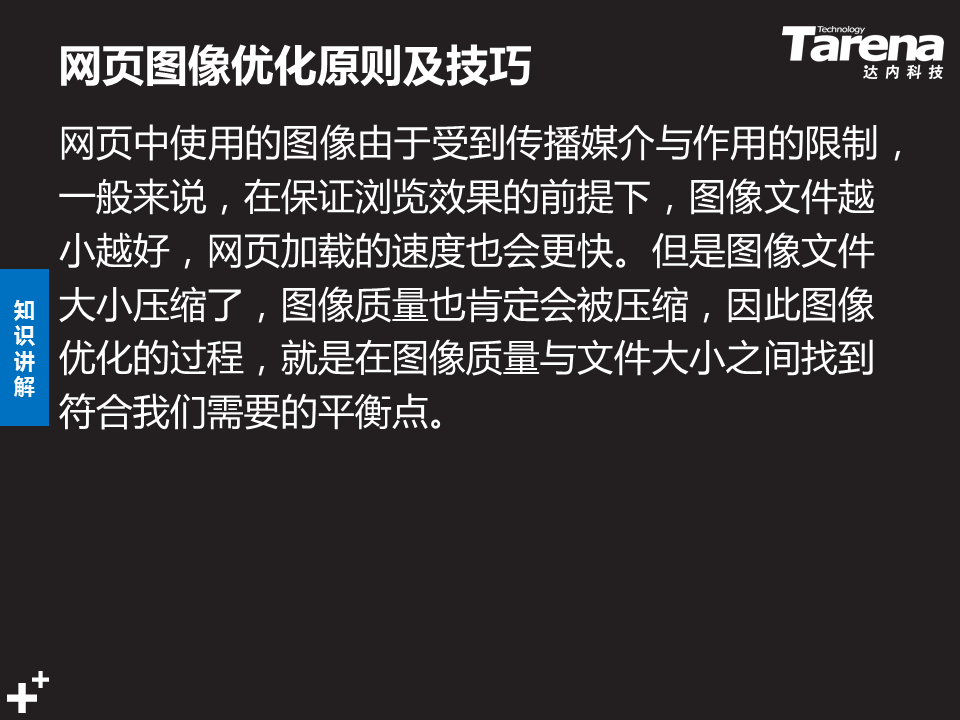 网页图像优化原则及技巧
Technology
Tarena
达内科技
网页中使用的图像由于受到传播媒介与作用的限制，
一般来说，在保证浏览效果的前提下，图像文件越
小越好，网页加载的速度也会更快。但是图像文件
大小压缩了，图像质量也肯定会被压缩，因此图像
优化的过程，就是在图像质量与文件大小之间找到
符合我们需要的平衡点。
知
识
讲
解